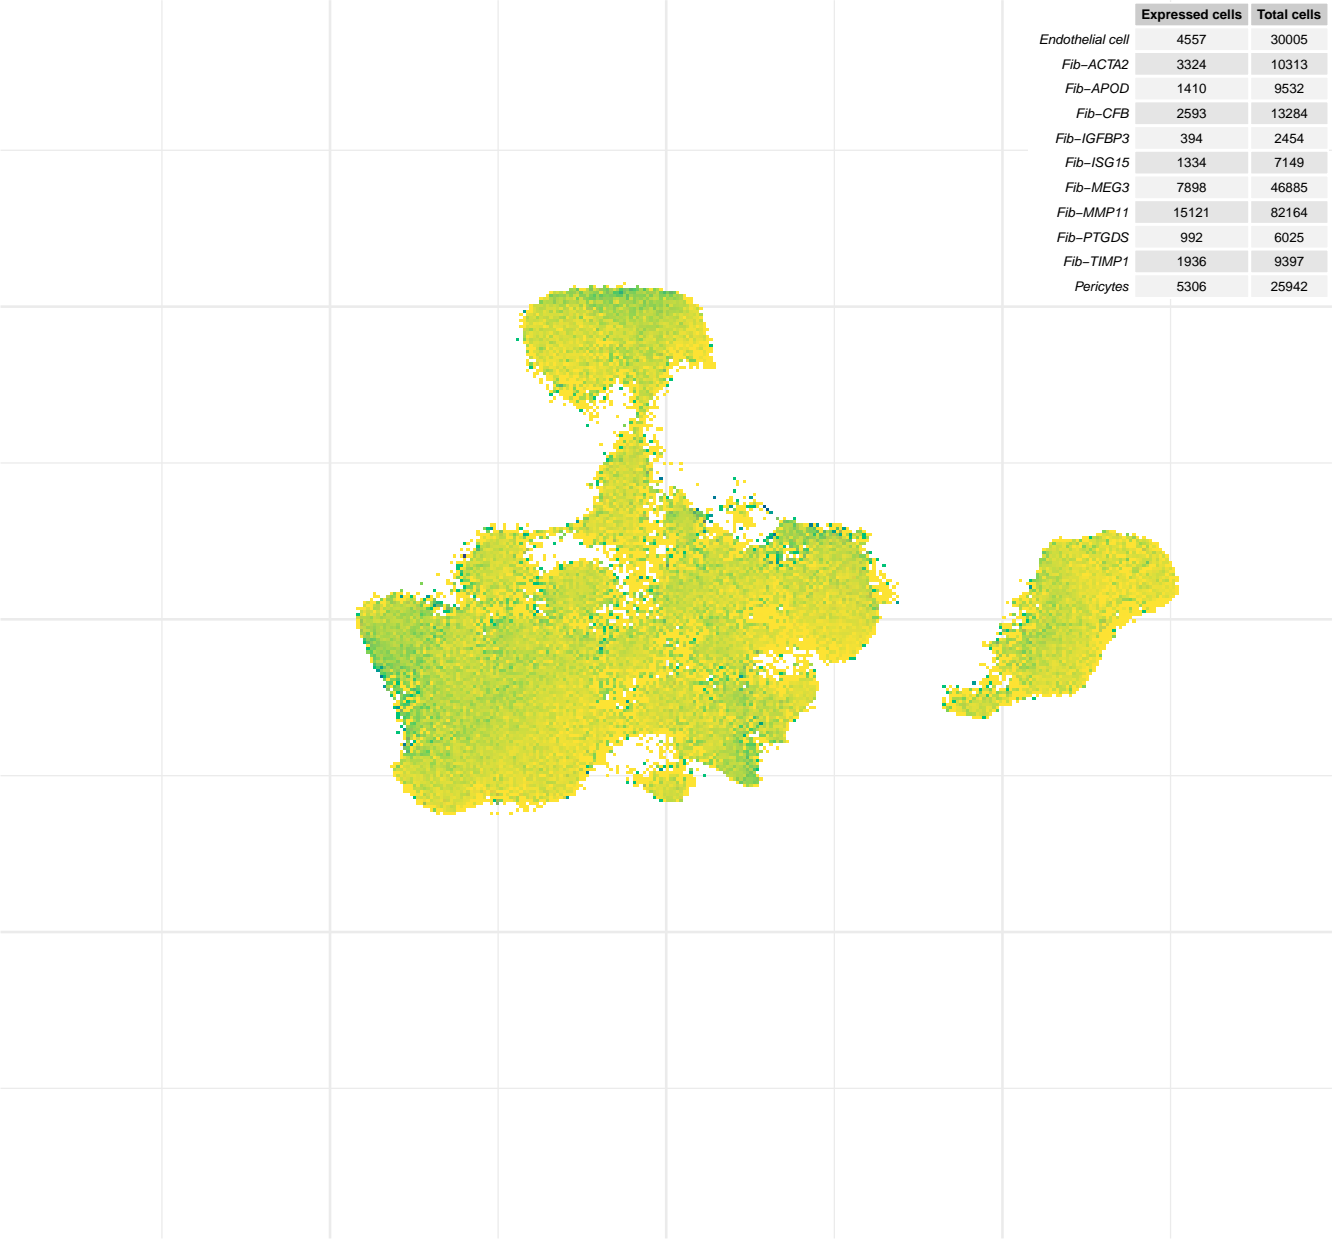 Expressed cells Total cells
Endothelial cell 4557 30005
Fib−ACTA2 3324 10313
Fib−APOD 1410 9532
Fib−CFB 2593 13284
Fib−IGFBP3 394 2454
Fib−ISG15 1334 7149
Fib−MEG3 7898 46885
Fib−MMP11 15121 82164
Fib−PTGDS 992 6025
Fib−TIMP1 1936 9397
Pericytes 5306 25942